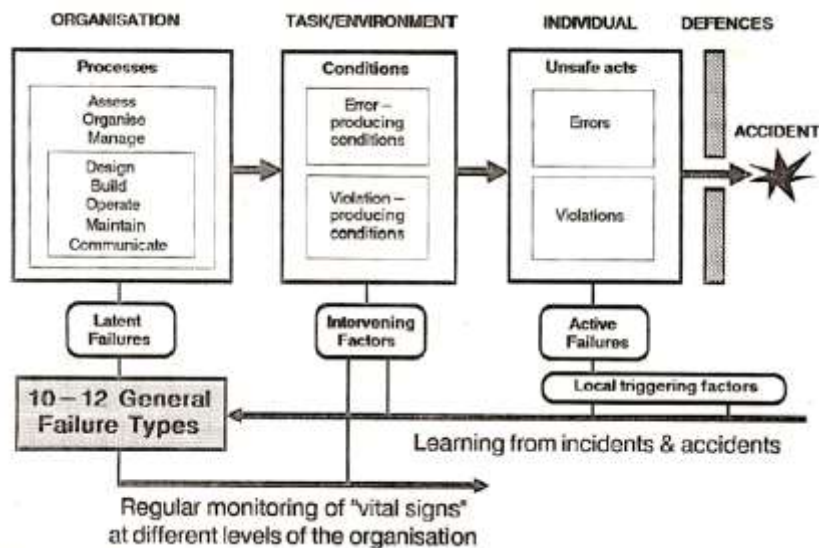 ORGANISATION
TASK/ENVIRONMENT
INDIVIDUAL
DEFENCES
Processes
Assess
Organise
Manage
Design
Build
Operate
Maintain
Communicate
Conditions
Error –
producing
conditions
Violation –
producing
conditions
Unsafe acts
Errors
Violations
ACCIDENT
Latent
Failures
Intervening
Factors
Active
Failures
Local triggering factors
10 – 12 General
Failure Types
Learning from incidents & accidents
Regular monitoring of "vital signs"
at different levels of the organisation